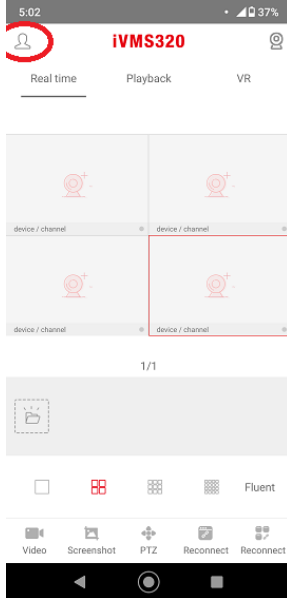 5:02 37%
iVMS320
Real time Playback VR
device / channel device / channel
device / channel device / channel
1/1
Fluent
Video Screenshot PTZ Reconnect Reconnect